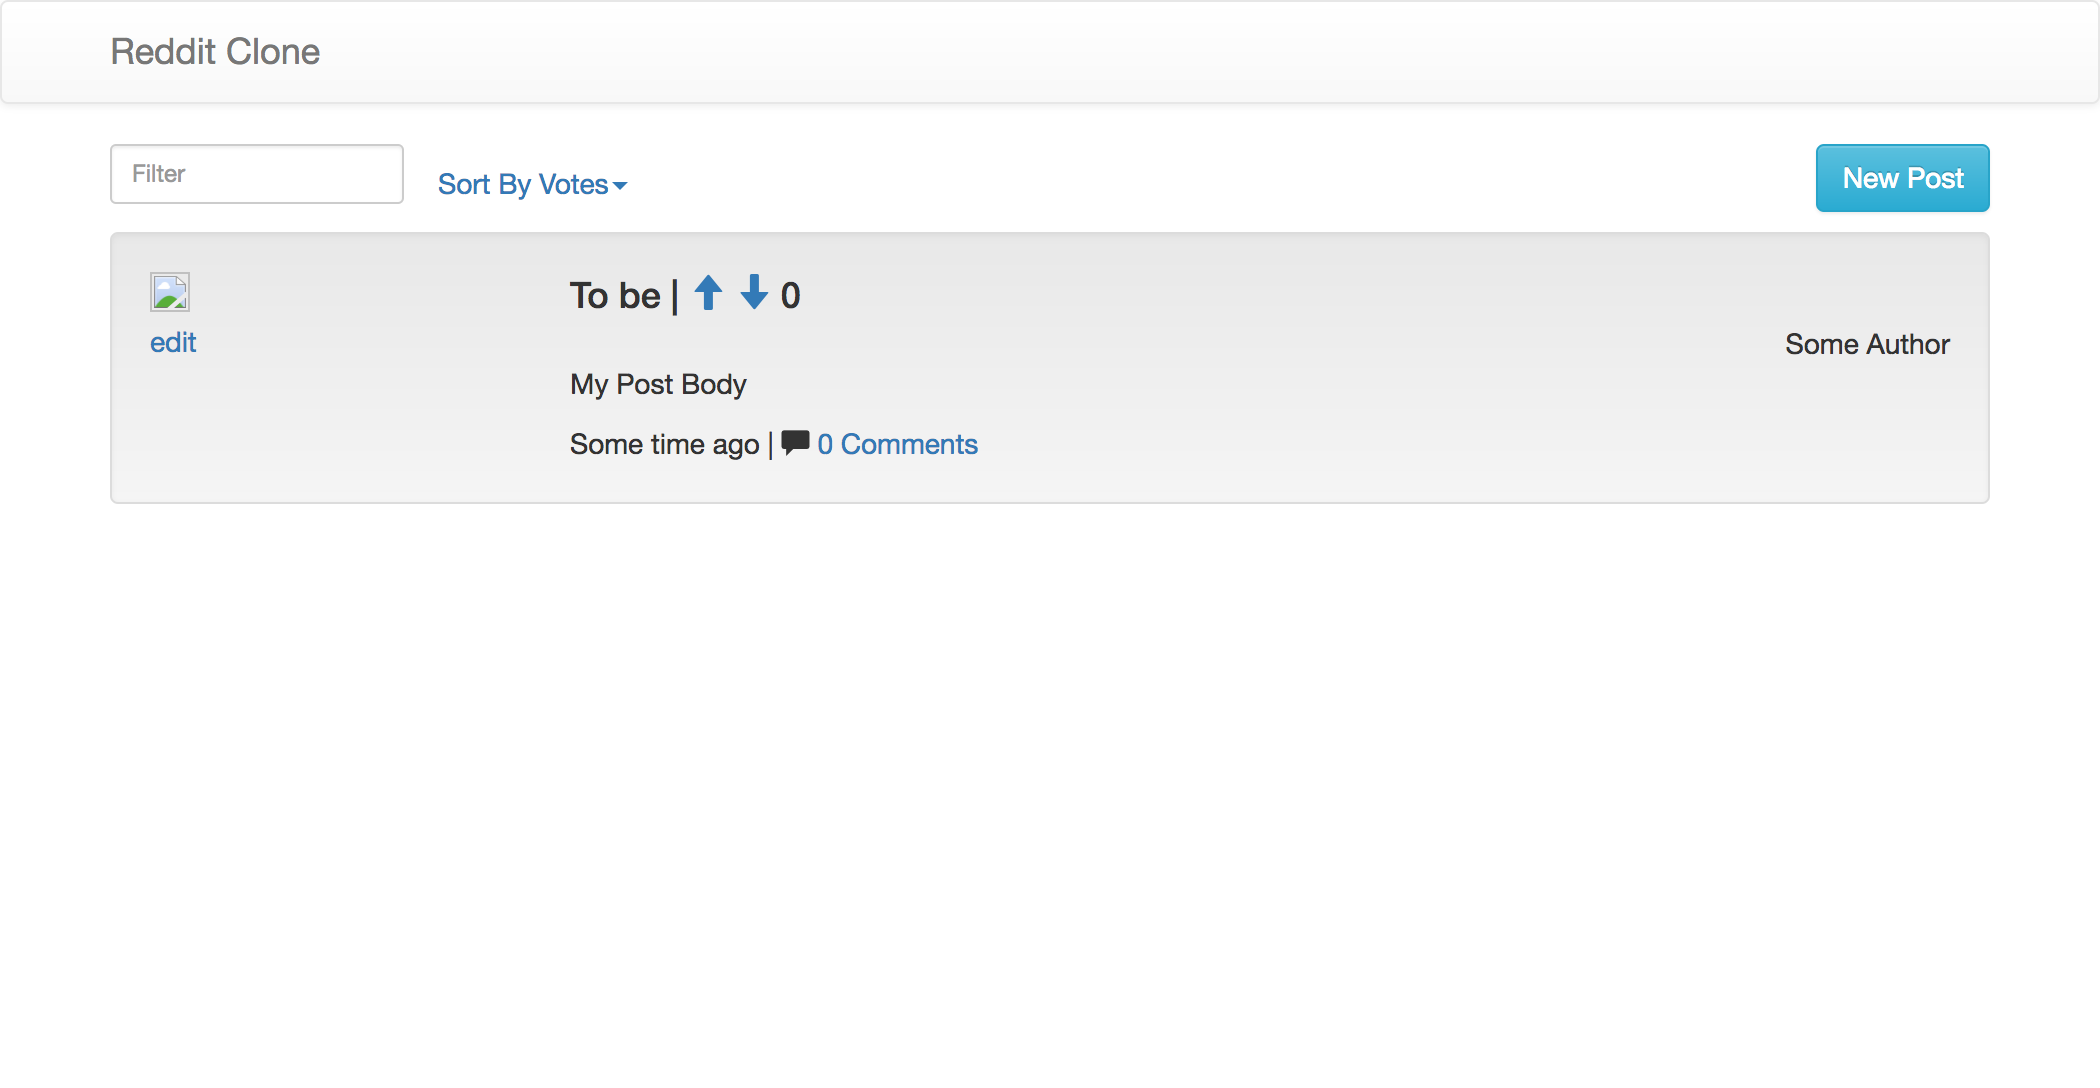 Reddit Clone
Filter
Sort By Votes
New Post
To be | 0
edit
Some Author
My Post Body
Some time ago | 0 Comments